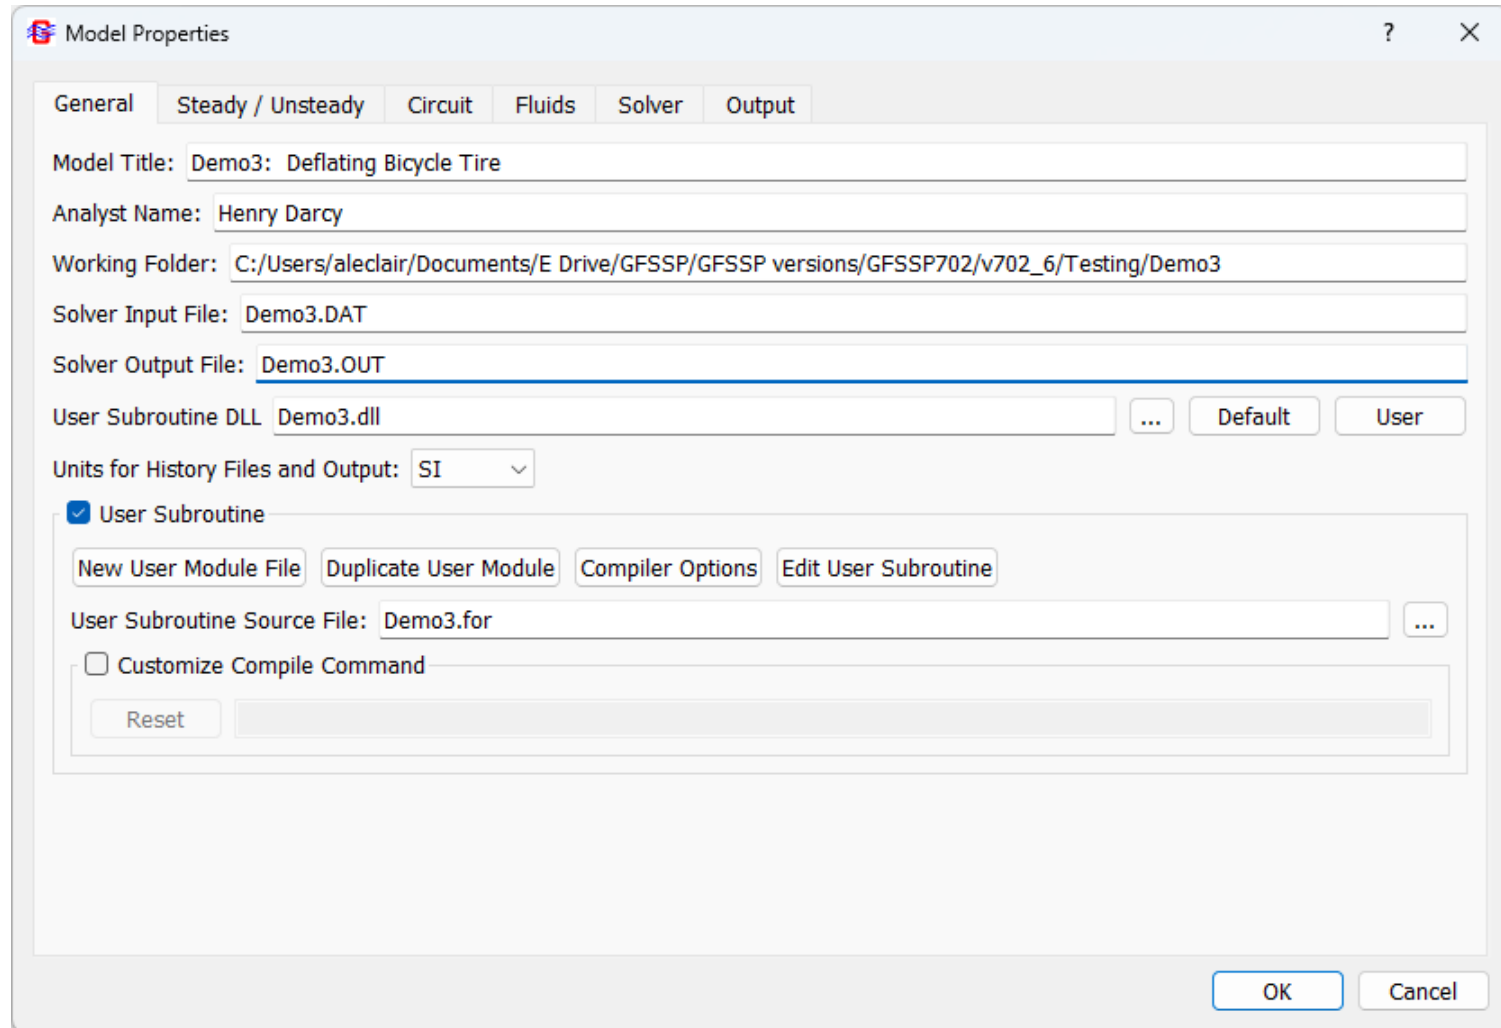 Model Properties ?
General Steady / Unsteady Circuit Fluids Solver Output
Model Title: Demo3:  Deflating Bicycle Tire
Analyst Name: Henry Darcy
Working Folder: C:/Users/aleclair/Documents/E Drive/GFSSP/GFSSP versions/GFSSP702/v702_6/Testing/Demo3
Solver Input File: Demo3.DAT
Solver Output File: Demo3.OUT
User Subroutine DLL Demo3.dll ... Default User
Units for History Files and Output: SI
User Subroutine
New User Module File Duplicate User Module Compiler Options Edit User Subroutine
User Subroutine Source File: Demo3.for ...
Customize Compile Command
Reset
OK Cancel